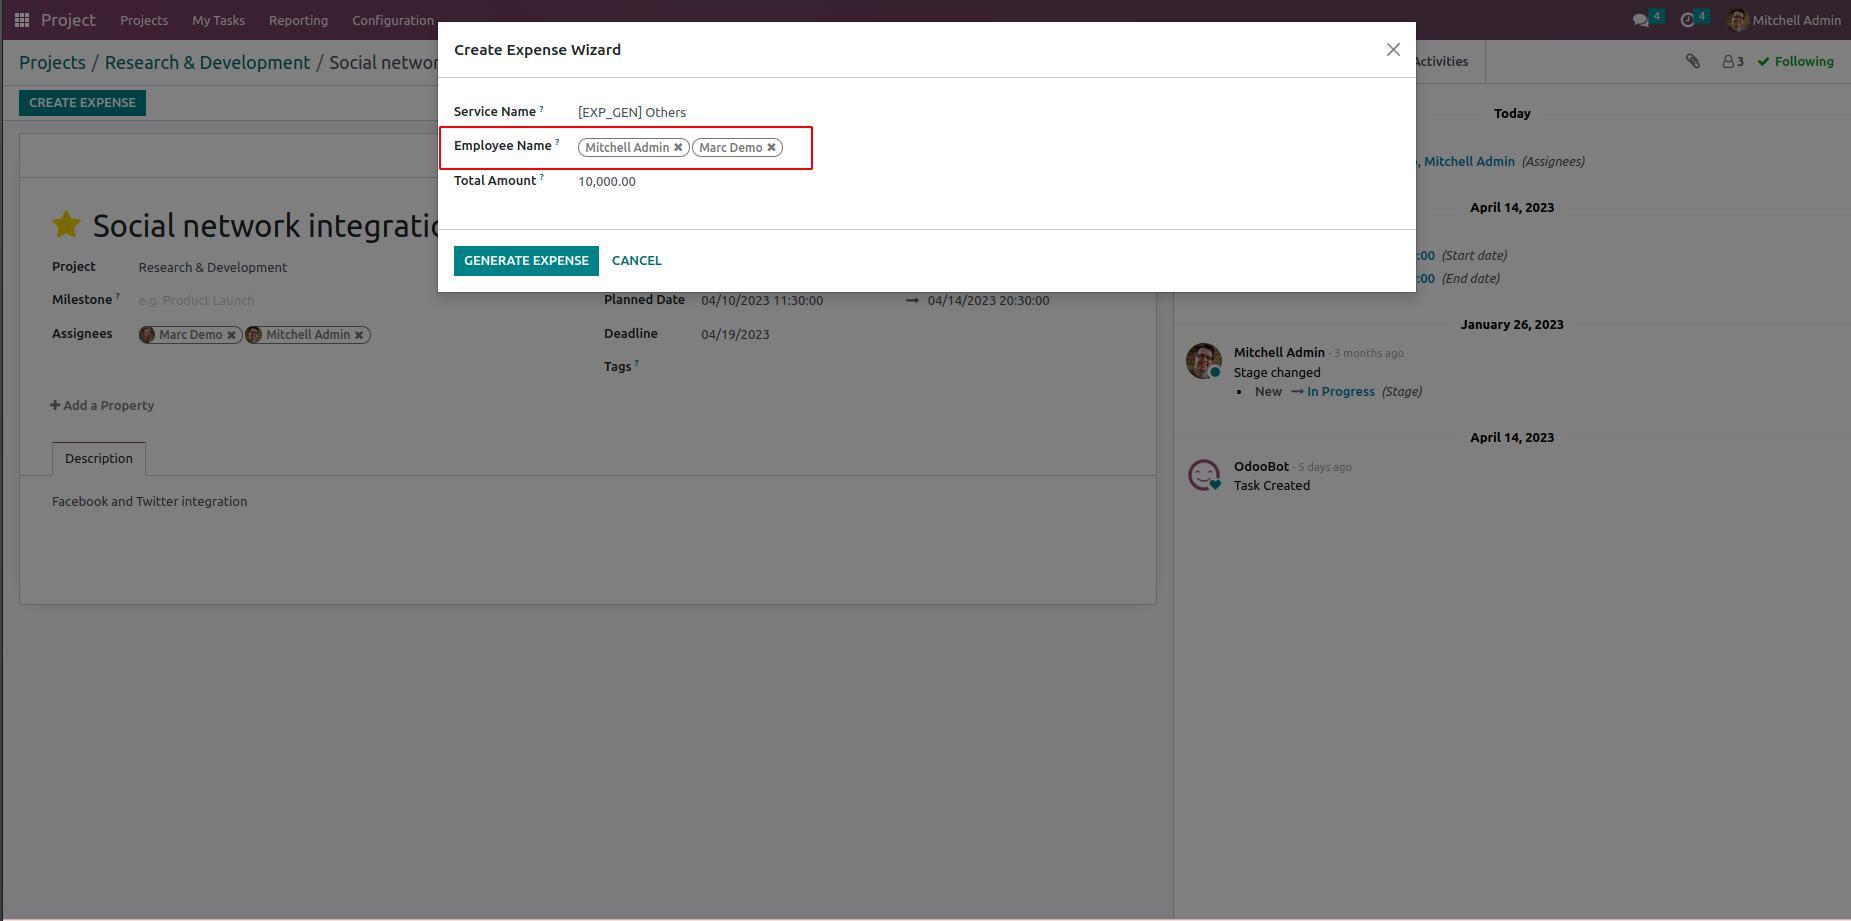 Project Projects My Tasks Reporting Configuration 4 4 Mitchell Admin
Projects / Research & Development / Social networ
ctivities 3 Following
CREATE EXPENSE
Create Expense Wizard
Service Name ? [EXP_GEN] Others
Employee Name ? Mitchell Admin Marc Demo
Total Amount ? 10,000.00
GENERATE EXPENSE CANCEL
Social network integratio
Project Research & Development
Milestone ? e.g. Product Launch
Assignees Marc Demo Mitchell Admin
Planned Date 04/10/2023 11:30:00 → 04/14/2023 20:30:00
Deadline 04/19/2023
Tags ?
Add a Property
Description
Facebook and Twitter integration
Today
, Mitchell Admin (Assignees)
April 14, 2023
:00 (Start date)
:00 (End date)
January 26, 2023
Mitchell Admin - 3 months ago
Stage changed
• New → In Progress (Stage)
April 14, 2023
OdooBot - 5 days ago
Task Created